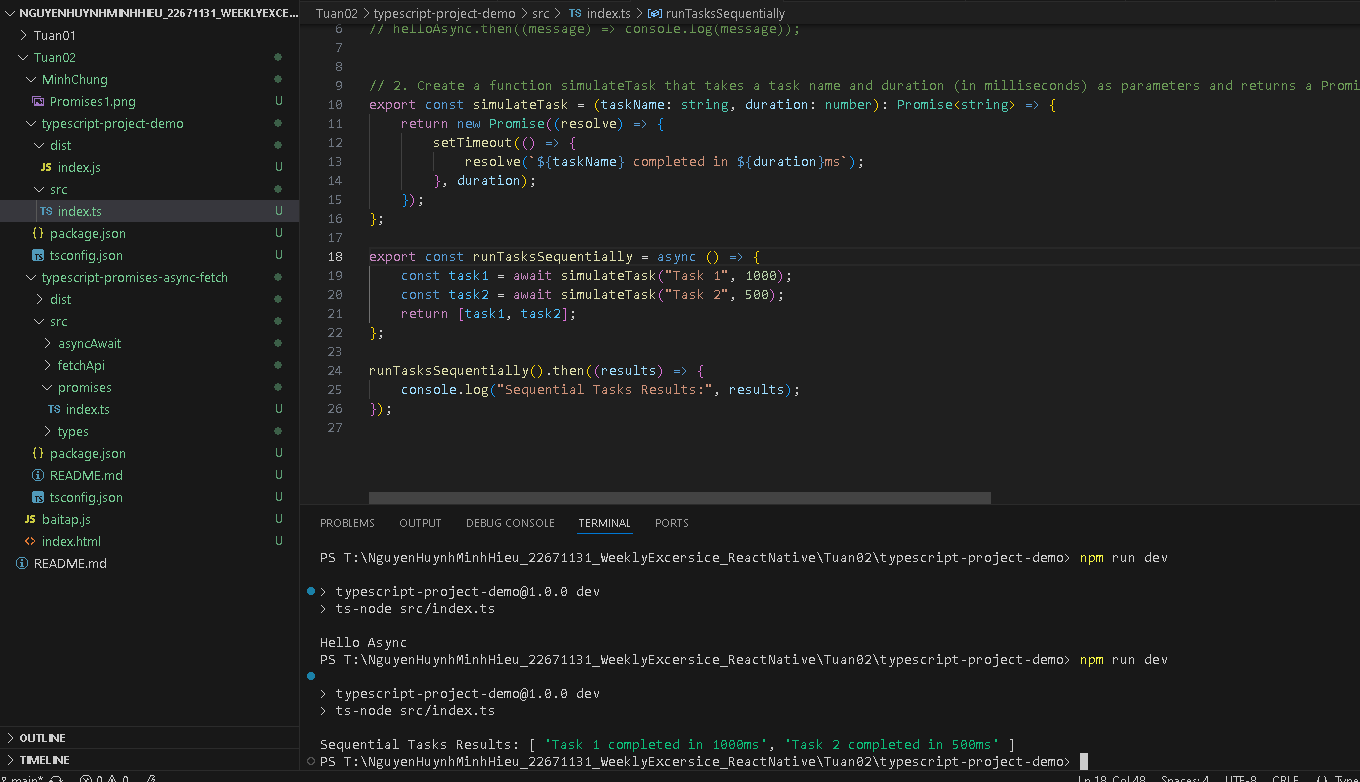 NGUYENHUYNHMINHHIEU_22671131_WEEKLYEXCE...
Tuan01
Tuan02
MinhChung
Promises1.png U
typescript-project-demo
dist
JS index.js U
src
TS index.ts U
{} package.json U
TS tsconfig.json U
typescript-promises-async-fetch
dist
src
asyncAwait
fetchApi
promises
TS index.ts U
types
{} package.json U
README.md U
TS tsconfig.json U
JS baitap.js U
<> index.html U
README.md
OUTLINE
TIMELINE
Tuan02 > typescript-project-demo > src > TS index.ts > runTasksSequentially
6 // helloAsync.then((message) => console.log(message));
7
8
9 // 2. Create a function simulateTask that takes a task name and duration (in milliseconds) as parameters and returns a Promi
10 export const simulateTask = (taskName: string, duration: number): Promise<string> => {
11 return new Promise((resolve) => {
12 setTimeout(() => {
13 resolve(`${taskName} completed in ${duration}ms`);
14 }, duration);
15 });
16 };
17
18 export const runTasksSequentially = async () => {
19 const task1 = await simulateTask("Task 1", 1000);
20 const task2 = await simulateTask("Task 2", 500);
21 return [task1, task2];
22 };
23
24 runTasksSequentially().then((results) => {
25 console.log("Sequential Tasks Results:", results);
26 });
27
PROBLEMS OUTPUT DEBUG CONSOLE TERMINAL PORTS
PS T:\NguyenHuynhMinhHieu_22671131_WeeklyExcersice_ReactNative\Tuan02\typescript-project-demo> npm run dev
> typescript-project-demo@1.0.0 dev
> ts-node src/index.ts
Hello Async
PS T:\NguyenHuynhMinhHieu_22671131_WeeklyExcersice_ReactNative\Tuan02\typescript-project-demo> npm run dev
> typescript-project-demo@1.0.0 dev
> ts-node src/index.ts
Sequential Tasks Results: [ 'Task 1 completed in 1000ms', 'Task 2 completed in 500ms' ]
PS T:\NguyenHuynhMinhHieu_22671131_WeeklyExcersice_ReactNative\Tuan02\typescript-project-demo>
main* 0 0 Ln 18, Col 48 Spaces: 4 UTF-8 CRLF {} Type